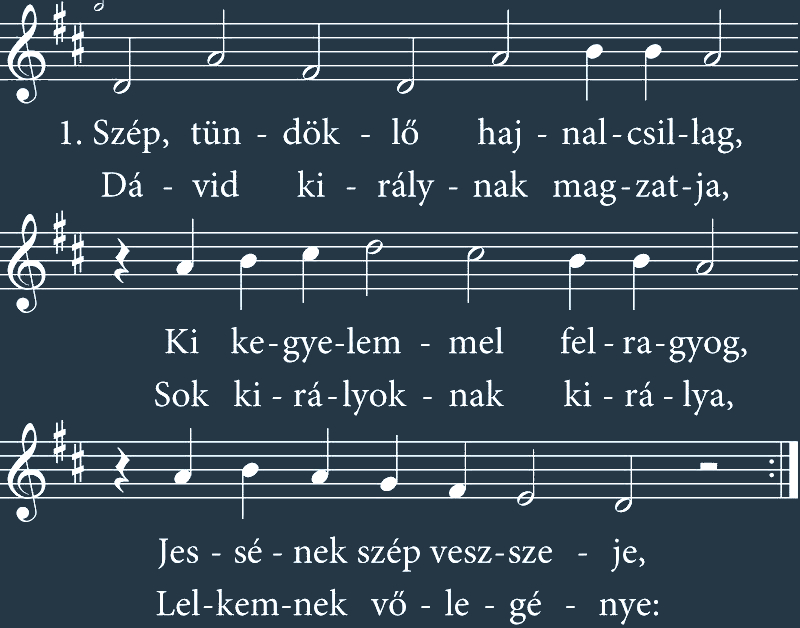 1. Szép, tün - dök - lő haj - nal - csil - lag,
Dá - vid ki - rály - nak mag - zat - ja,
Ki ke - gye - lem - mel fel - ra - gyog,
Sok ki - rá - lyok - nak ki - rá - lya,
Jes - sé - nek szép vesz - sze - je,
Lel - kem - nek vő - le - gé - nye: